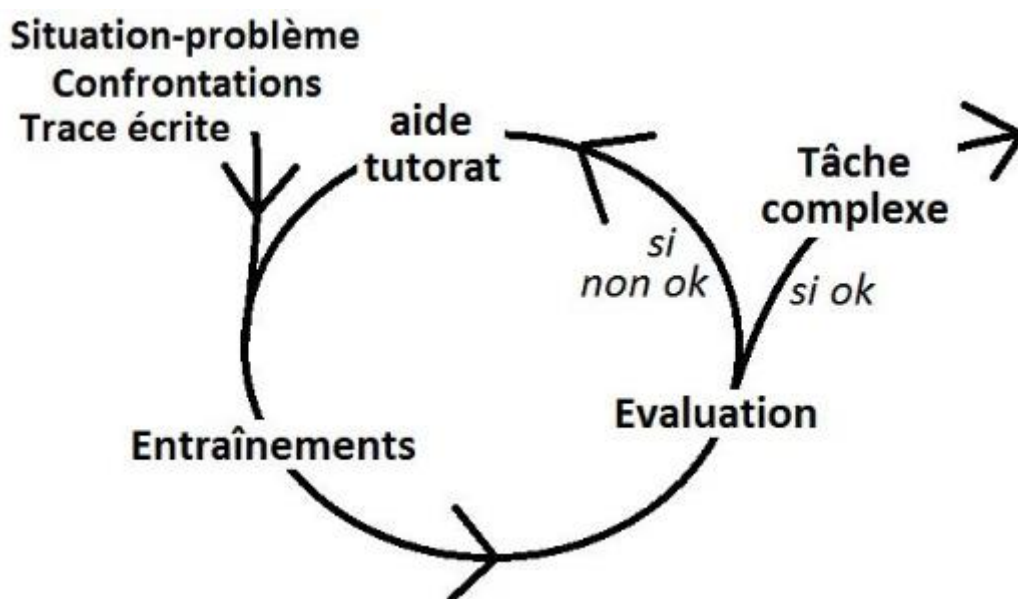 Situation-problème
Confrontations
Trace écrite
aide
tutorat
Tâche
complexe
si
non ok
si ok
Evaluation
Entraînements